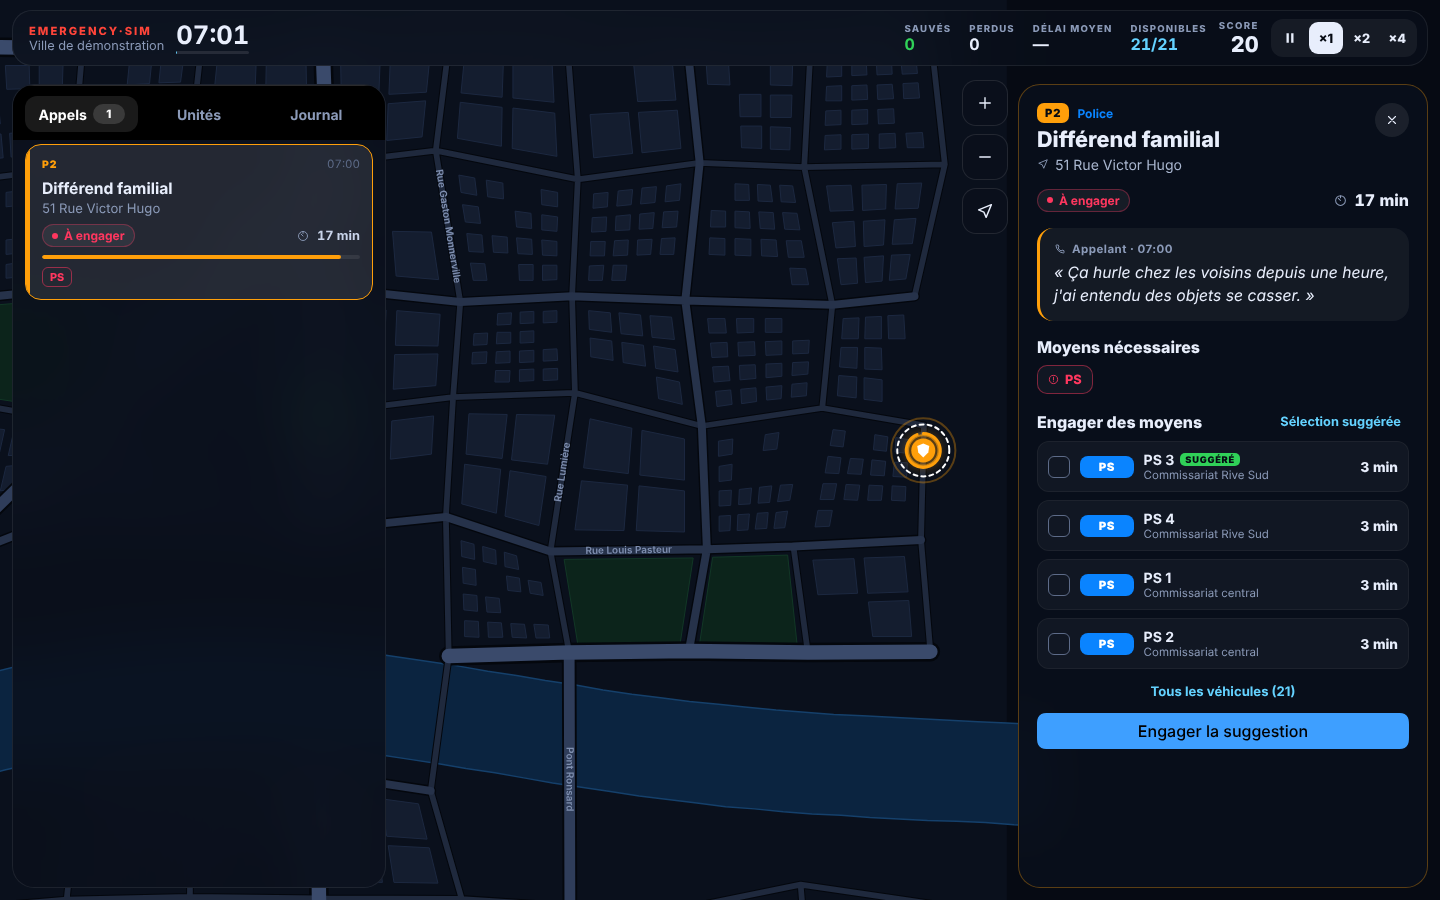 EMERGENCY·SIM
Ville de démonstration
07:01
SAUVÉS
0
PERDUS
0
DÉLAI MOYEN
—
DISPONIBLES
21/21
SCORE
20
×1
×2
×4
Appels 1
Unités
Journal
P2
07:00
Différend familial
51 Rue Victor Hugo
À engager
17 min
PS
Rue Gaston Monnerville
Rue Lumière
Rue Louis Pasteur
Pont Ronsard
P2 Police
Différend familial
51 Rue Victor Hugo
À engager
17 min
Appelant · 07:00
« Ça hurle chez les voisins depuis une heure,
j'ai entendu des objets se casser. »
Moyens nécessaires
PS
Engager des moyens
Sélection suggérée
PS
PS 3 SUGGÉRÉ
Commissariat Rive Sud
3 min
PS
PS 4
Commissariat Rive Sud
3 min
PS
PS 1
Commissariat central
3 min
PS
PS 2
Commissariat central
3 min
Tous les véhicules (21)
Engager la suggestion